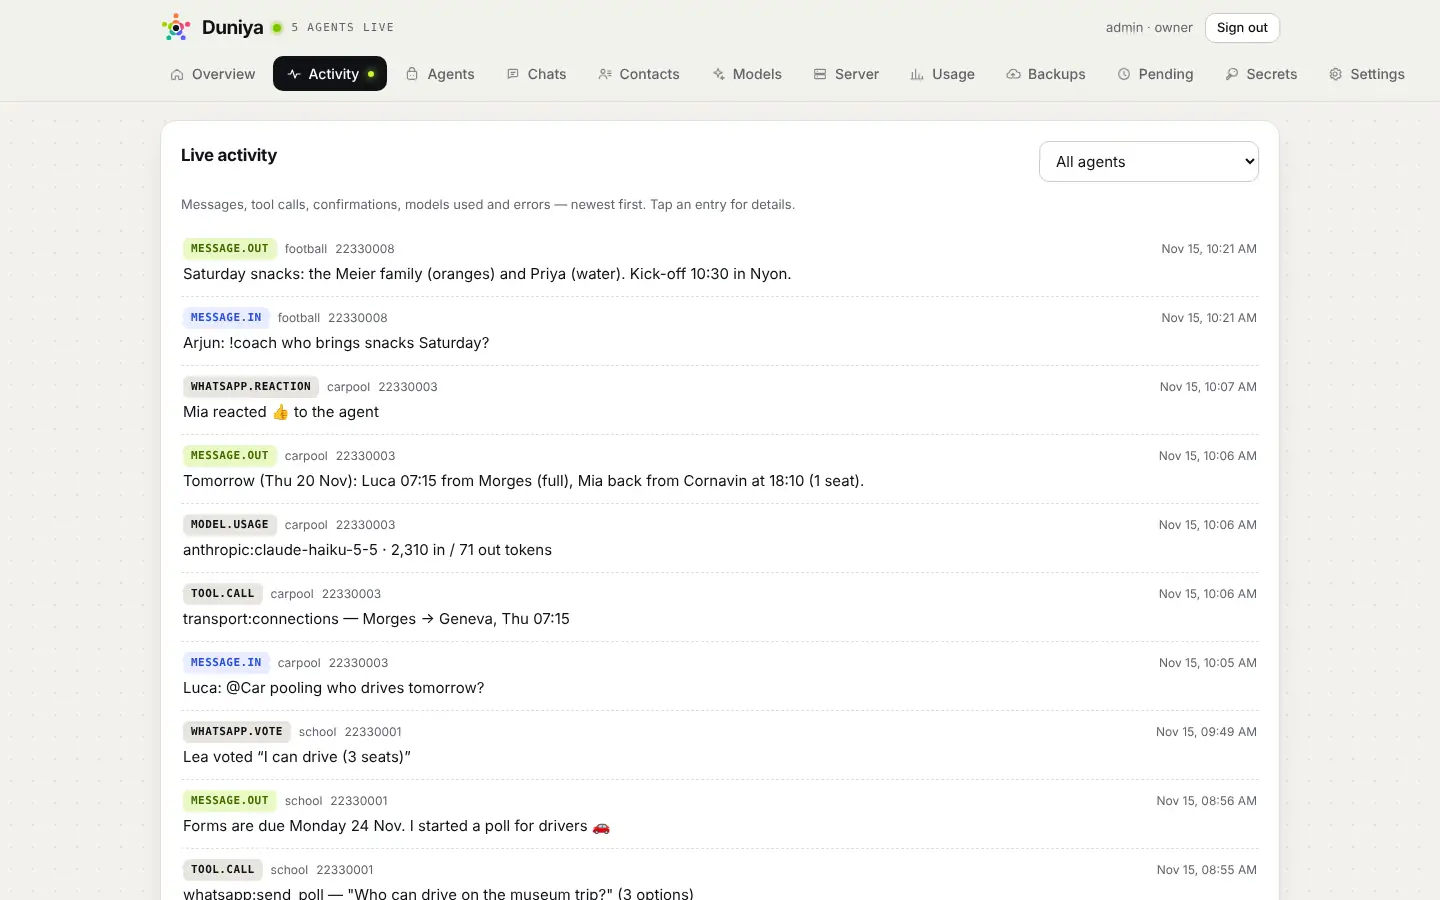 Duniya 5 AGENTS LIVE admin · owner Sign out
Overview Activity Agents Chats Contacts Models Server Usage Backups Pending Secrets Settings
Live activity All agents
Messages, tool calls, confirmations, models used and errors — newest first. Tap an entry for details.
MESSAGE.OUT football 22330008 Nov 15, 10:21 AM
Saturday snacks: the Meier family (oranges) and Priya (water). Kick-off 10:30 in Nyon.
MESSAGE.IN football 22330008 Nov 15, 10:21 AM
Arjun: !coach who brings snacks Saturday?
WHATSAPP.REACTION carpool 22330003 Nov 15, 10:07 AM
Mia reacted 👍 to the agent
MESSAGE.OUT carpool 22330003 Nov 15, 10:06 AM
Tomorrow (Thu 20 Nov): Luca 07:15 from Morges (full), Mia back from Cornavin at 18:10 (1 seat).
MODEL.USAGE carpool 22330003 Nov 15, 10:06 AM
anthropic:claude-haiku-5-5 · 2,310 in / 71 out tokens
TOOL.CALL carpool 22330003 Nov 15, 10:06 AM
transport:connections — Morges → Geneva, Thu 07:15
MESSAGE.IN carpool 22330003 Nov 15, 10:05 AM
Luca: @Car pooling who drives tomorrow?
WHATSAPP.VOTE school 22330001 Nov 15, 09:49 AM
Lea voted “I can drive (3 seats)”
MESSAGE.OUT school 22330001 Nov 15, 08:56 AM
Forms are due Monday 24 Nov. I started a poll for drivers 🚗
TOOL.CALL school 22330001 Nov 15, 08:55 AM
whatsapp:send_poll — "Who can drive on the museum trip?" (3 options)